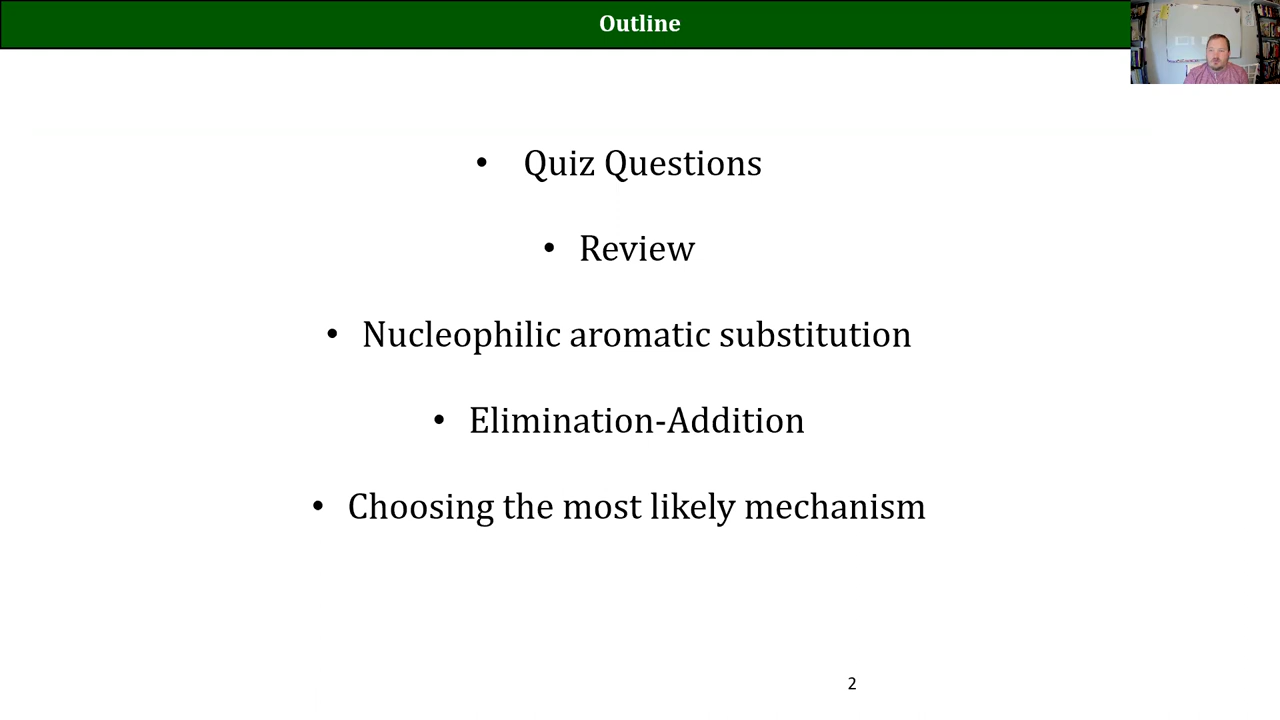 Outline
• Quiz Questions
• Review
• Nucleophilic aromatic substitution
• Elimination-Addition
• Choosing the most likely mechanism
2